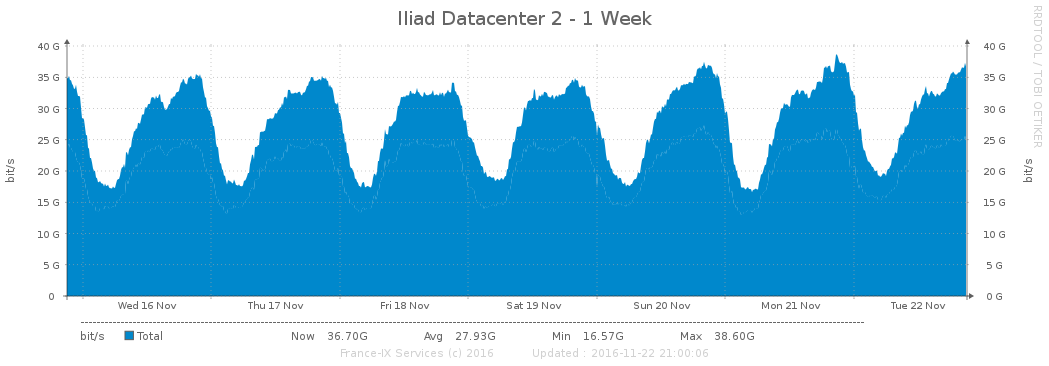 Iliad Datacenter 2 - 1 Week
RRDTOOL / TOBI OETIKER
40 G 40 G
35 G 35 G
30 G 30 G
25 G 25 G
20 G 20 G
15 G 15 G
10 G 10 G
5 G 5 G
0 0 G
bit/s bit/s
Wed 16 Nov Thu 17 Nov Fri 18 Nov Sat 19 Nov Sun 20 Nov Mon 21 Nov Tue 22 Nov
bit/s Total Now 36.70G Avg 27.93G Min 16.57G Max 38.60G
France-IX Services (c) 2016 Updated : 2016-11-22 21:00:06